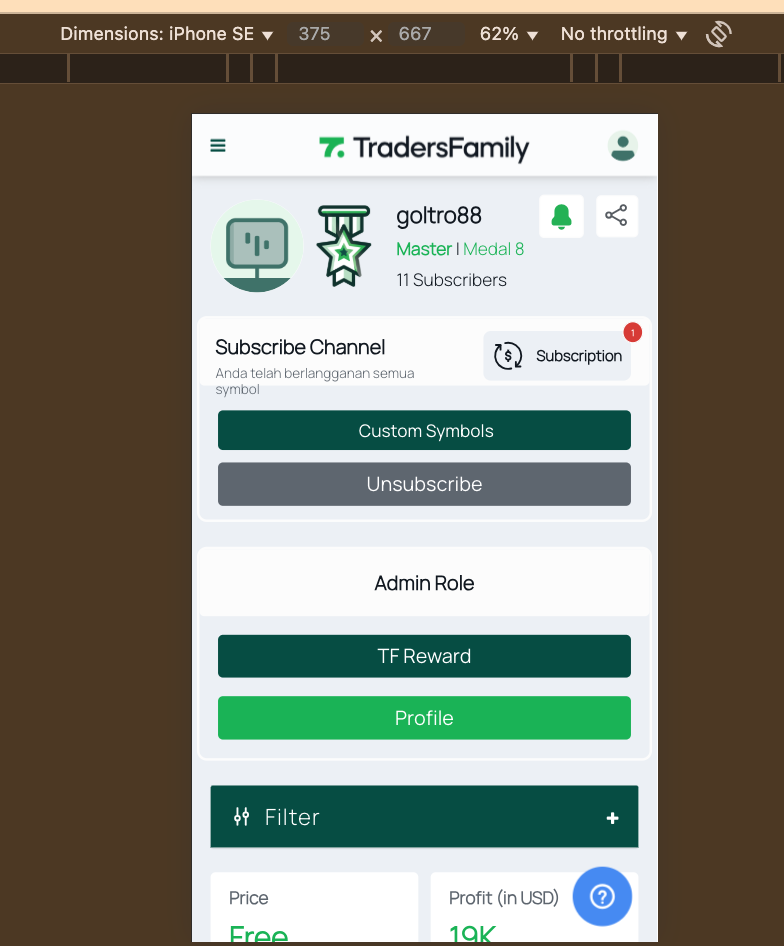 Dimensions: iPhone SE ▼ 375 × 667 62% ▼ No throttling ▼
TradersFamily
goltro88
Master | Medal 8
11 Subscribers
Subscribe Channel
Anda telah berlangganan semua
symbol
1
Subscription
Custom Symbols
Unsubscribe
Admin Role
TF Reward
Profile
Filter +
Price
Free
Profit (in USD)
19K